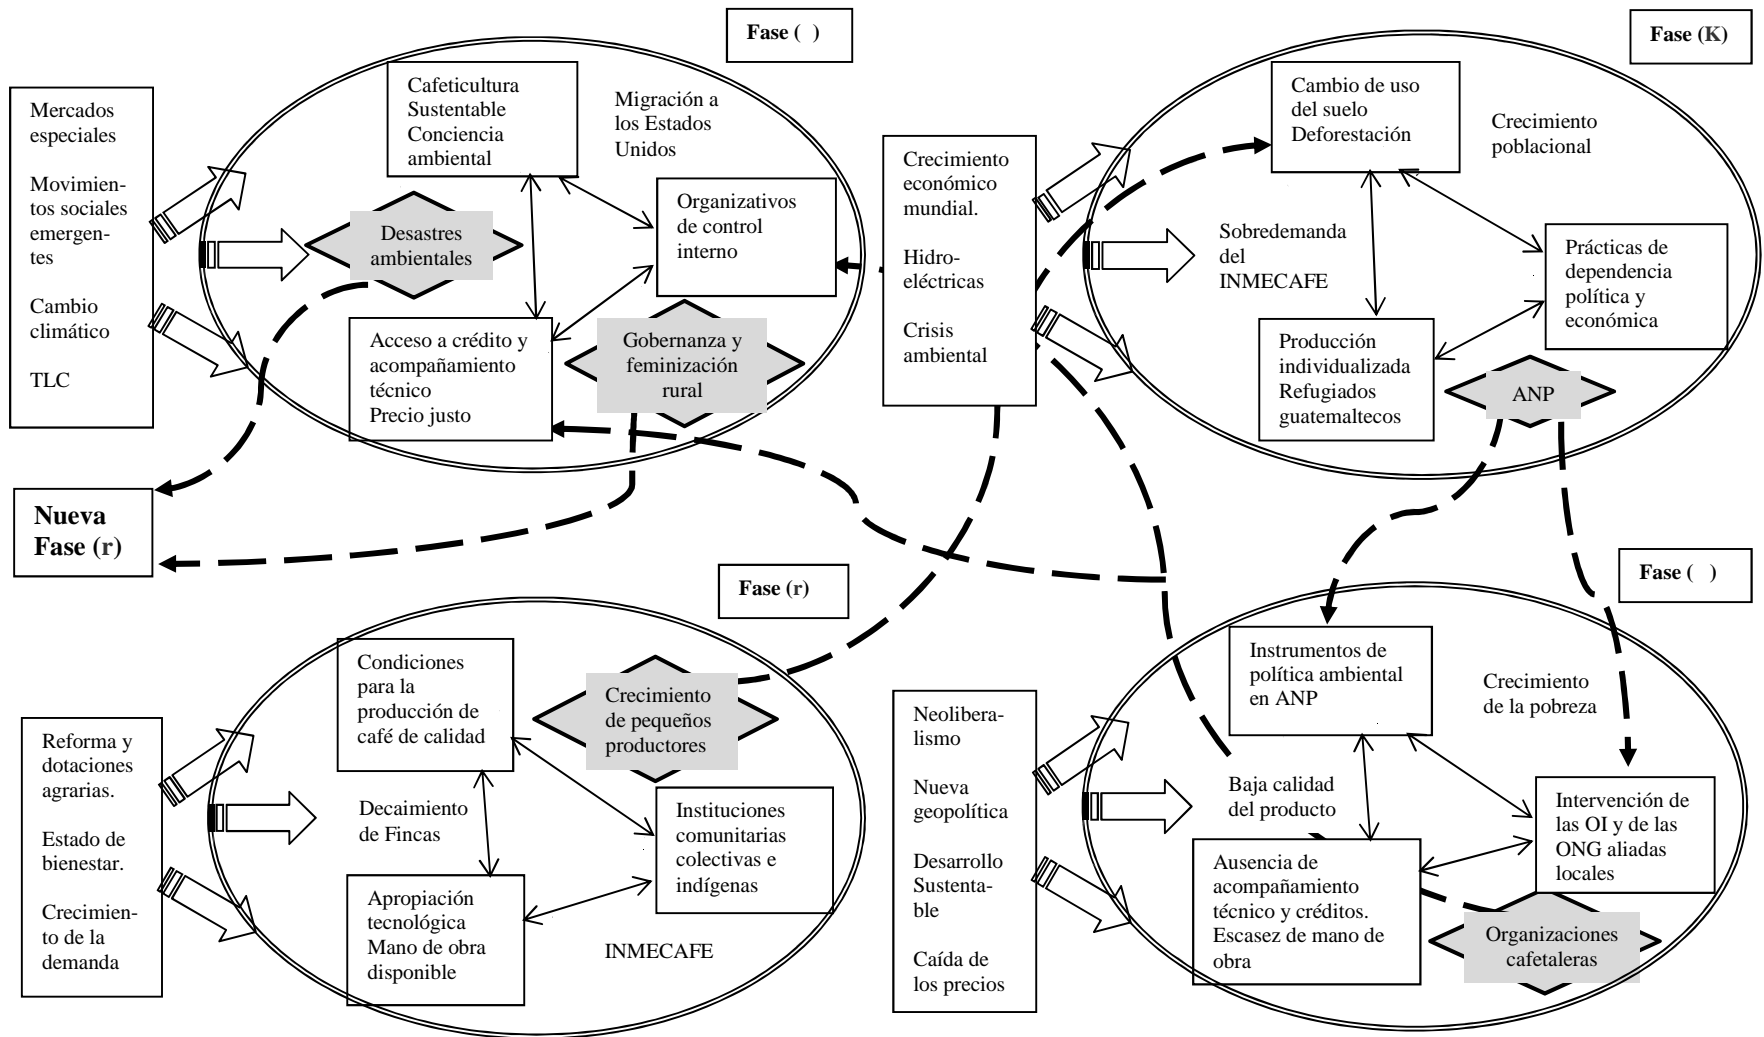 Fase ( )
Mercados
especiales
Movimien-
tos sociales
emergen-
tes
Cambio
climático
TLC
Cafeticultura
Sustentable
Conciencia
ambiental
Migración a
los Estados
Unidos
Desastres
ambientales
Organizativos
de control
interno
Acceso a crédito y
acompañamiento
técnico
Precio justo
Gobernanza y
feminización
rural
Nueva
Fase (r)
Fase (K)
Crecimiento
económico
mundial.
Hidro-
eléctricas
Crisis
ambiental
Cambio de uso
del suelo
Deforestación
Crecimiento
poblacional
Sobredemanda
del
INMECAFE
Prácticas de
dependencia
política y
económica
Producción
individualizada
Refugiados
guatemaltecos
ANP
Fase (r)
Reforma y
dotaciones
agrarias.
Estado de
bienestar.
Crecimien-
to de la
demanda
Condiciones
para la
producción de
café de calidad
Crecimiento
de pequeños
productores
Decaimiento
de Fincas
Instituciones
comunitarias
colectivas e
indígenas
Apropiación
tecnológica
Mano de obra
disponible
INMECAFE
Fase ( )
Neolibera-
lismo
Nueva
geopolítica
Desarrollo
Sustenta-
ble
Caída de
los precios
Instrumentos de
política ambiental
en ANP
Crecimiento
de la pobreza
Baja calidad
del producto
Intervención de
las OI y de las
ONG aliadas
locales
Ausencia de
acompañamiento
técnico y créditos.
Escasez de mano de
obra
Organizaciones
cafetaleras